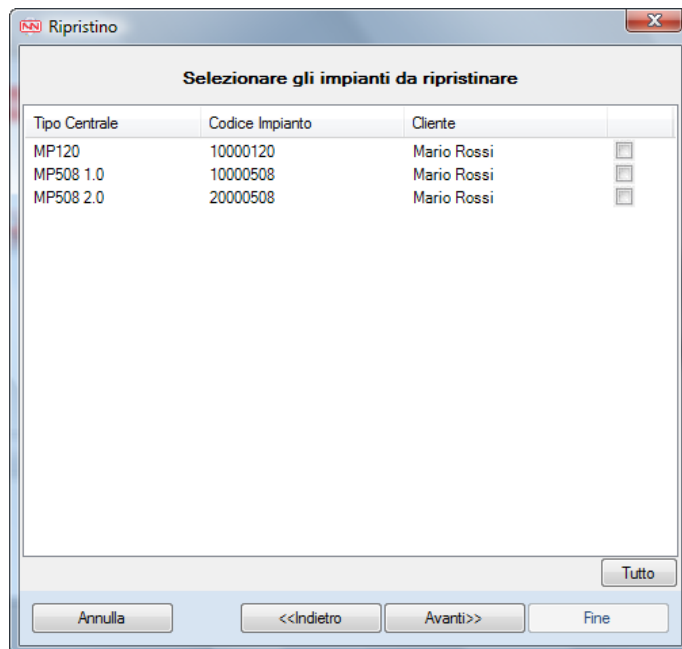 Ripristino
Selezionare gli impianti da ripristinare
Tipo Centrale Codice Impianto Cliente
MP120 10000120 Mario Rossi
MP508 1.0 10000508 Mario Rossi
MP508 2.0 20000508 Mario Rossi
Tutto
Annulla <<Indietro Avanti>> Fine